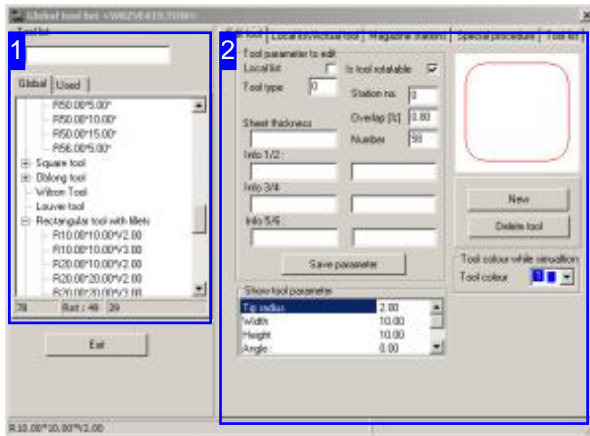 Global tool list
1
Tool list
Global Used
R50.00*5.00*
R50.00*10.00*
R50.00*15.00*
R56.00*5.00*
Square tool
Oblong tool
Wilson Tool
Louver tool
Rectangular tool with fillets
R10.00*10.00*V2.00
R10.00*10.00*V3.00
R20.00*10.00*V2.00
R20.00*20.00*V2.00
R20.00*20.00*V3.00
78 Rot : 49 29
Exit
2
Edit tool Local list/Actual tool Magazine stations Special procedure Tool list
Tool parameter to edit
Local list Is tool rotatable
Tool type 0 Station no. 0
Sheet thickness Overlap [%] 0.80
Number 58
Info 1/2 :
Info 3/4 :
Info 5/6 :
Save parameter
New
Delete tool
Tool colour while simualtion
Tool colour
Show tool parameter
Tip radius 2.00
Width 10.00
Height 10.00
Angle 0.00
R10.00*10.00*V2.00